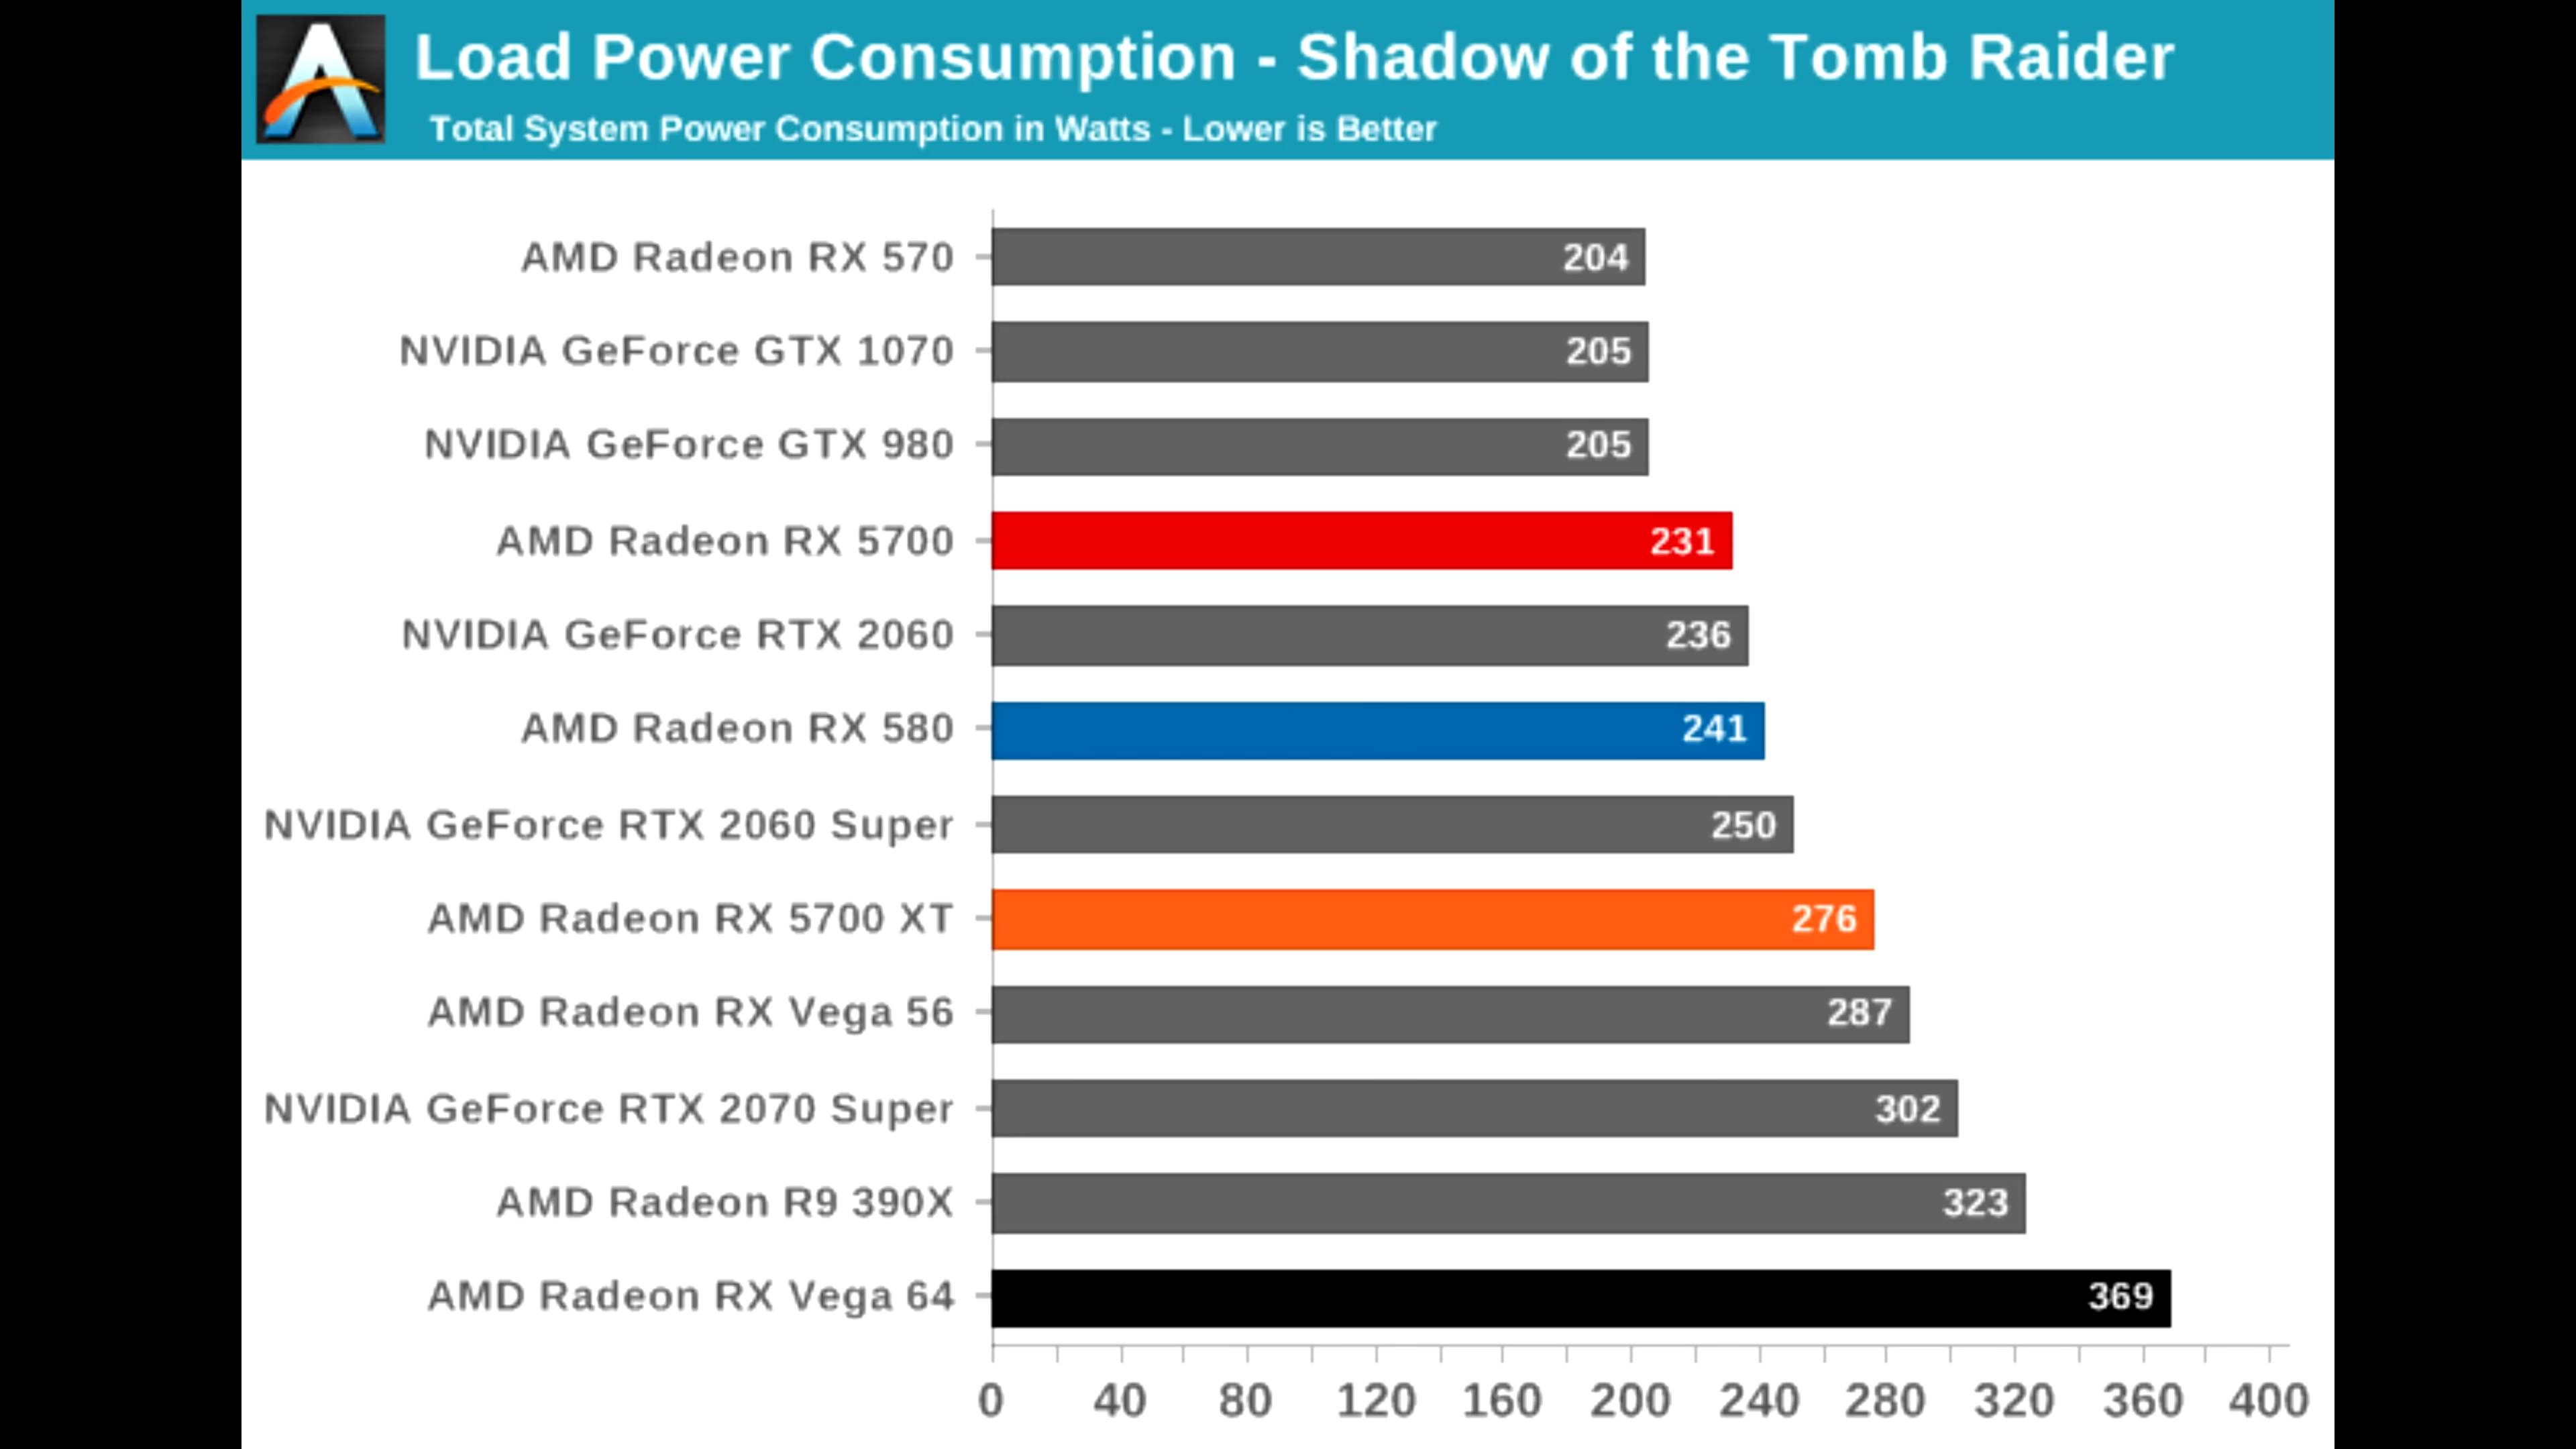 Load Power Consumption - Shadow of the Tomb Raider
Total System Power Consumption in Watts - Lower is Better
AMD Radeon RX 570 204
NVIDIA GeForce GTX 1070 205
NVIDIA GeForce GTX 980 205
AMD Radeon RX 5700 231
NVIDIA GeForce RTX 2060 236
AMD Radeon RX 580 241
NVIDIA GeForce RTX 2060 Super 250
AMD Radeon RX 5700 XT 276
AMD Radeon RX Vega 56 287
NVIDIA GeForce RTX 2070 Super 302
AMD Radeon R9 390X 323
AMD Radeon RX Vega 64 369
0 40 80 120 160 200 240 280 320 360 400